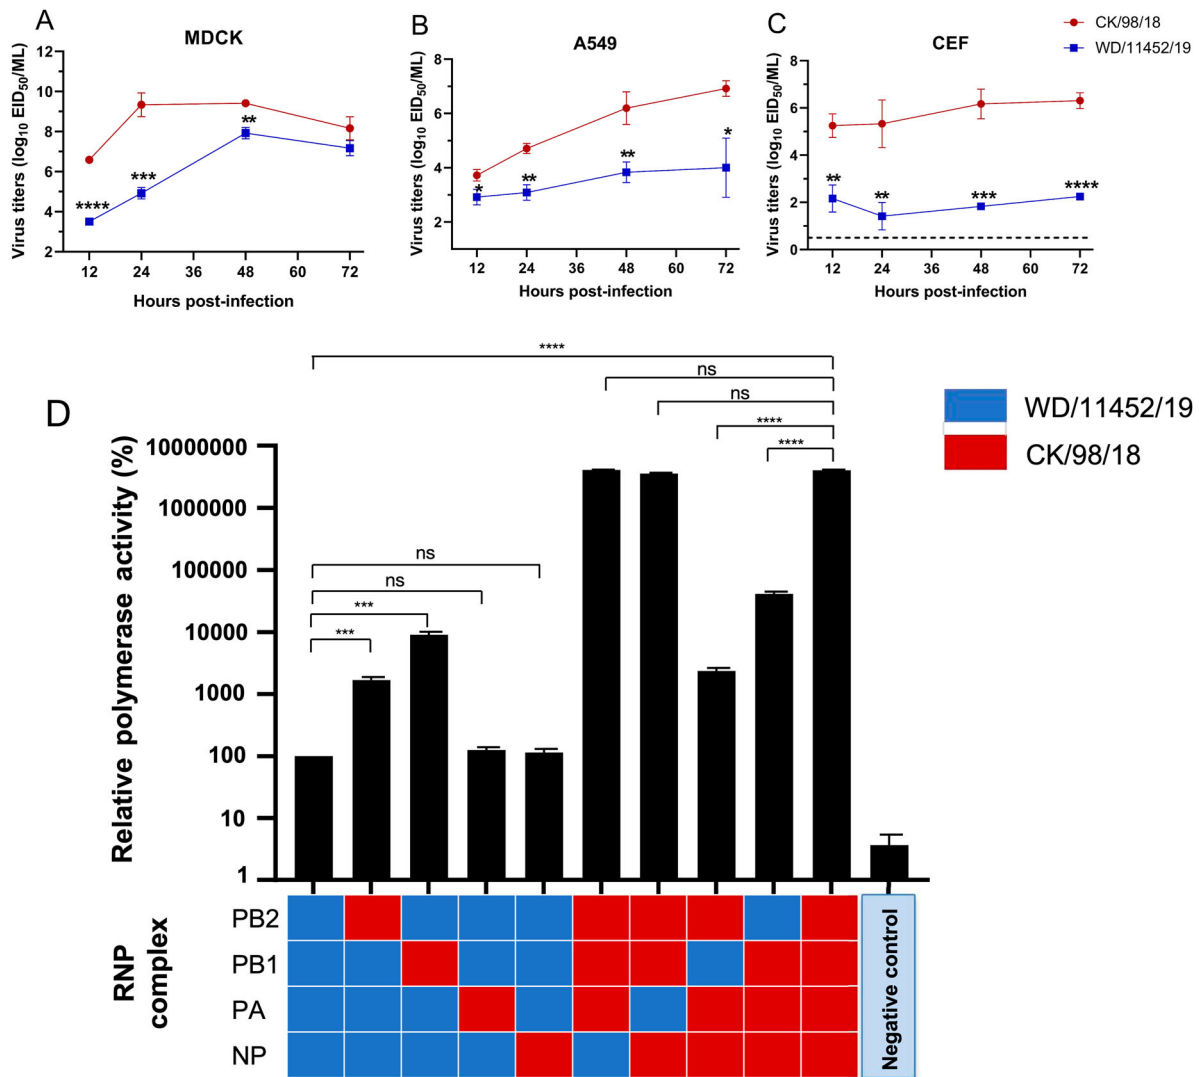 A
MDCK
Virus titers (log10 EID50/ML)
12
10
8
6
4
2
****
***
**
12 24 36 48 60 72
Hours post-infection
B
A549
Virus titers (log10 EID50/ML)
8
6
4
2
*
**
**
*
12 24 36 48 60 72
Hours post-infection
C
CEF
Virus titers (log10 EID50/ML)
8
6
4
2
0
**
**
***
****
12 24 36 48 60 72
Hours post-infection
CK/98/18
WD/11452/19
D
Relative polymerase activity (%)
10000000
1000000
100000
10000
1000
100
10
1
****
ns
ns
****
****
ns
ns
***
***
WD/11452/19
CK/98/18
RNP
complex
PB2
PB1
PA
NP
Negative control